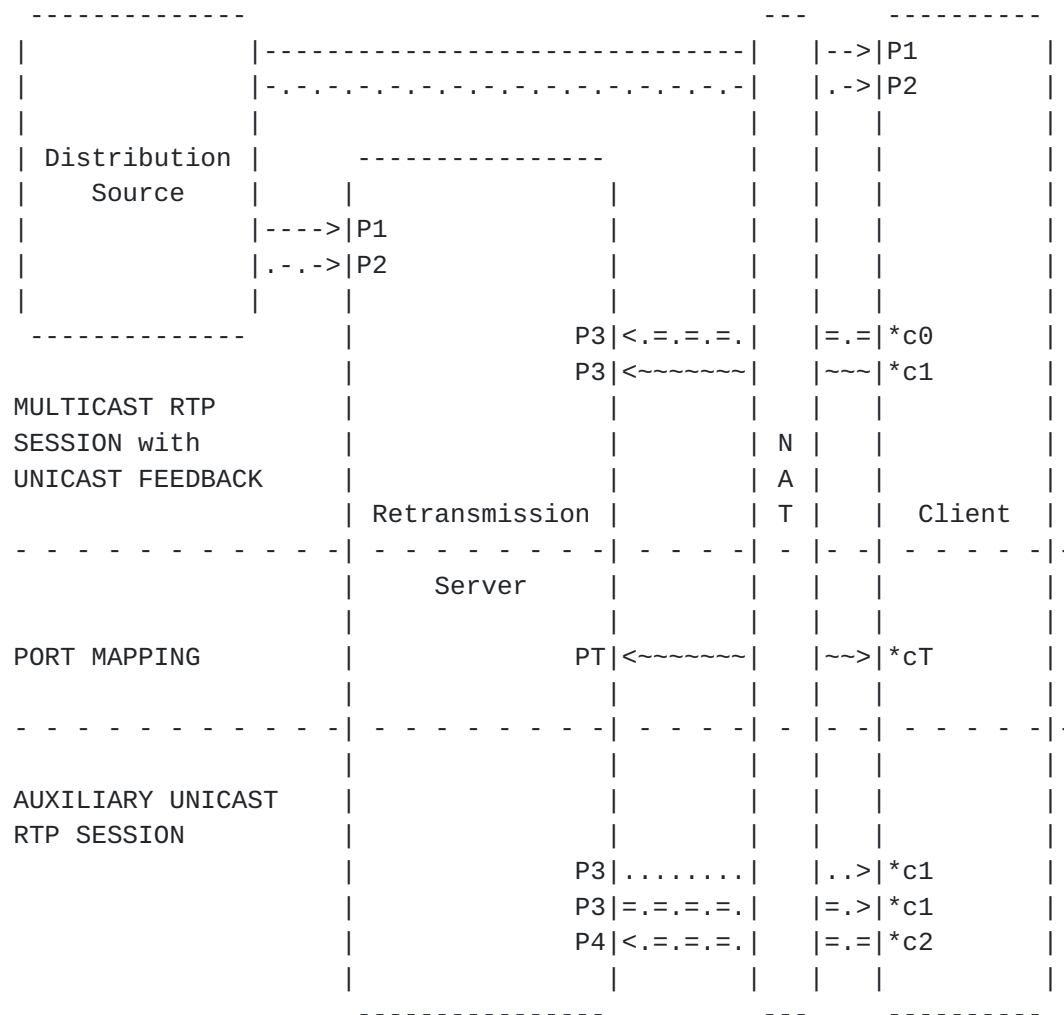 --------------                                 ---     ----------
|              |-------------------------------|   |-->|P1        |
|              |-.-.-.-.-.-.-.-.-.-.-.-.-.-.-.-|   |.->|P2        |
|              |                               |   |   |          |
| Distribution |      ----------------         |   |   |          |
|    Source    |     |                |        |   |   |          |
|              |---->|P1              |        |   |   |          |
|              |.-.->|P2              |        |   |   |          |
|              |     |                |        |   |   |          |
 --------------      |              P3|<.=.=.=.|   |=.=|*c0       |
                     |              P3|<~~~~~~~|   |~~~|*c1       |
MULTICAST RTP        |                |        |   |   |          |
SESSION with         |                |        | N |   |          |
UNICAST FEEDBACK     |                |        | A |   |          |
                     | Retransmission |        | T |   |  Client  |
- - - - - - - - - - -| - - - - - - - -| - - - -| - |- -| - - - - -|-
                     |     Server     |        |   |   |          |
                     |                |        |   |   |          |
PORT MAPPING         |              PT|<~~~~~~~|   |~~>|*cT       |
                     |                |        |   |   |          |
- - - - - - - - - - -| - - - - - - - -| - - - -| - |- -| - - - - -|-
                     |                |        |   |   |          |
AUXILIARY UNICAST    |                |        |   |   |          |
RTP SESSION          |                |        |   |   |          |
                     |              P3|........|   |..>|*c1       |
                     |              P3|=.=.=.=.|   |=.>|*c1       |
                     |              P4|<.=.=.=.|   |=.=|*c2       |
                     |                |        |   |   |          |
                      ----------------          ---     ----------